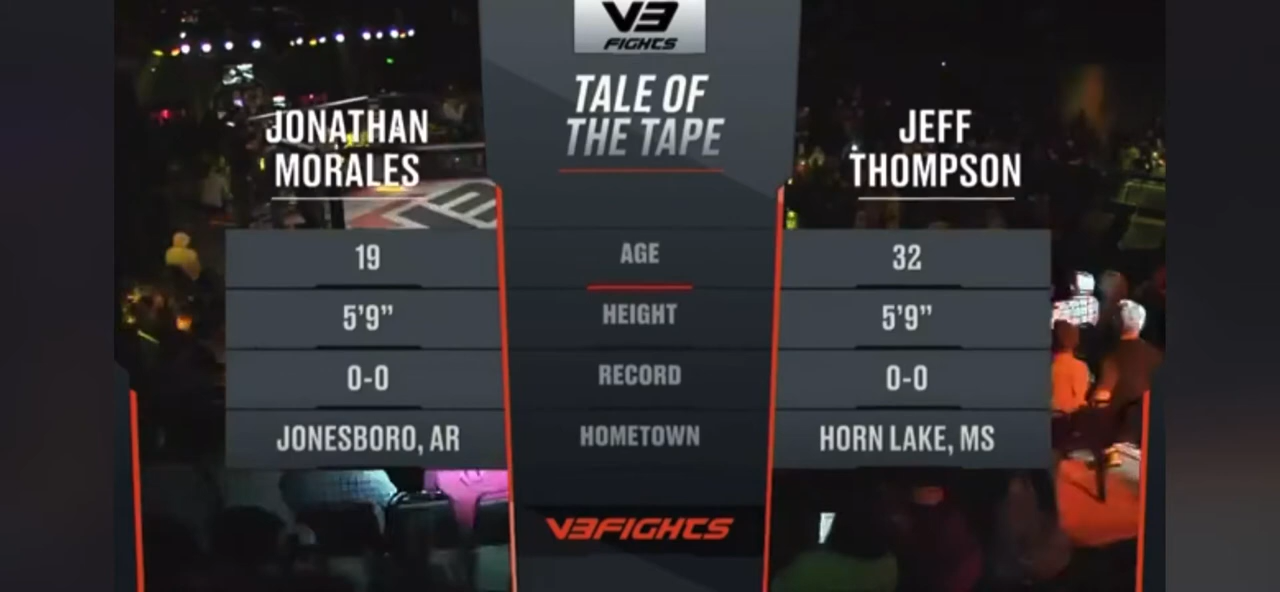 V3
FIGHTS
TALE OF
THE TAPE
JONATHAN
MORALES
JEFF
THOMPSON
19 AGE 32
5’9” HEIGHT 5’9”
0-0 RECORD 0-0
JONESBORO, AR HOMETOWN HORN LAKE, MS
V3FIGHTS